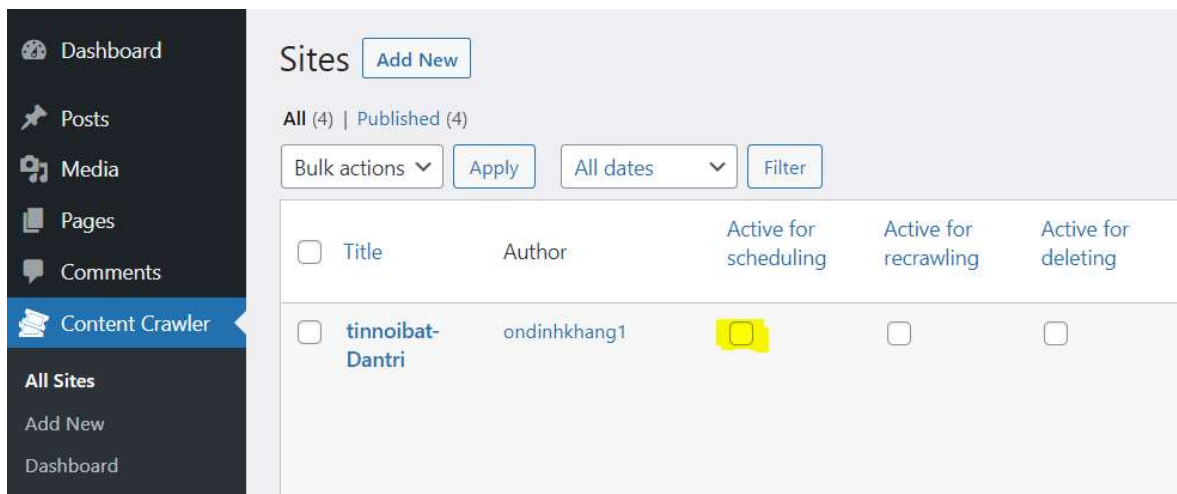 Dashboard
Posts
Media
Pages
Comments
Content Crawler
All Sites
Add New
Dashboard
Sites Add New
All (4) | Published (4)
Bulk actions Apply All dates Filter
Title Author Active for scheduling Active for recrawling Active for deleting
tinnoibat-
Dantri
ondinhkhang1